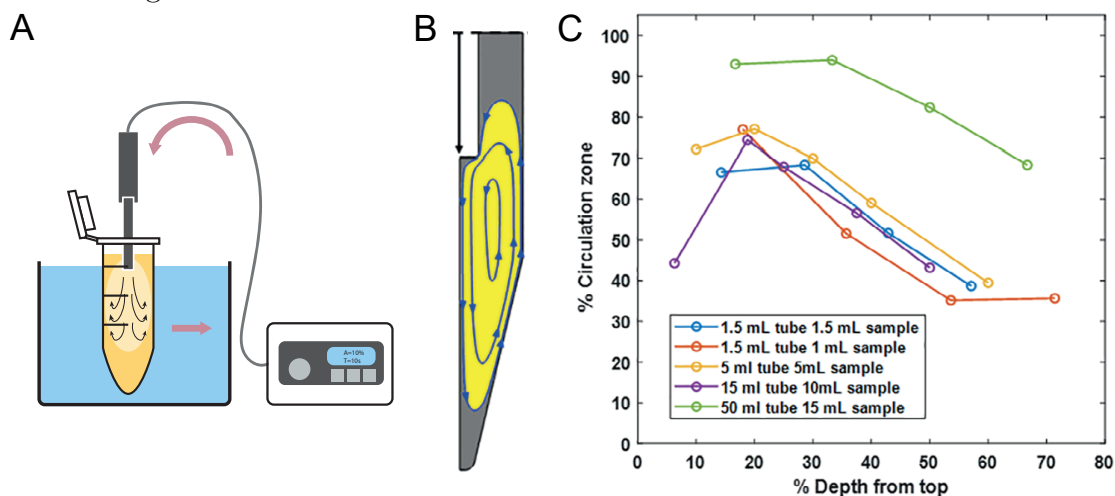 A
A=10%
T=10s
B
C
% Circulation zone
100
90
80
70
60
50
40
30
20
10
0
1.5 mL tube 1.5 mL sample
1.5 mL tube 1 mL sample
5 ml tube 5mL sample
15 ml tube 10mL sample
50 ml tube 15 mL sample
0 10 20 30 40 50 60 70 80
% Depth from top